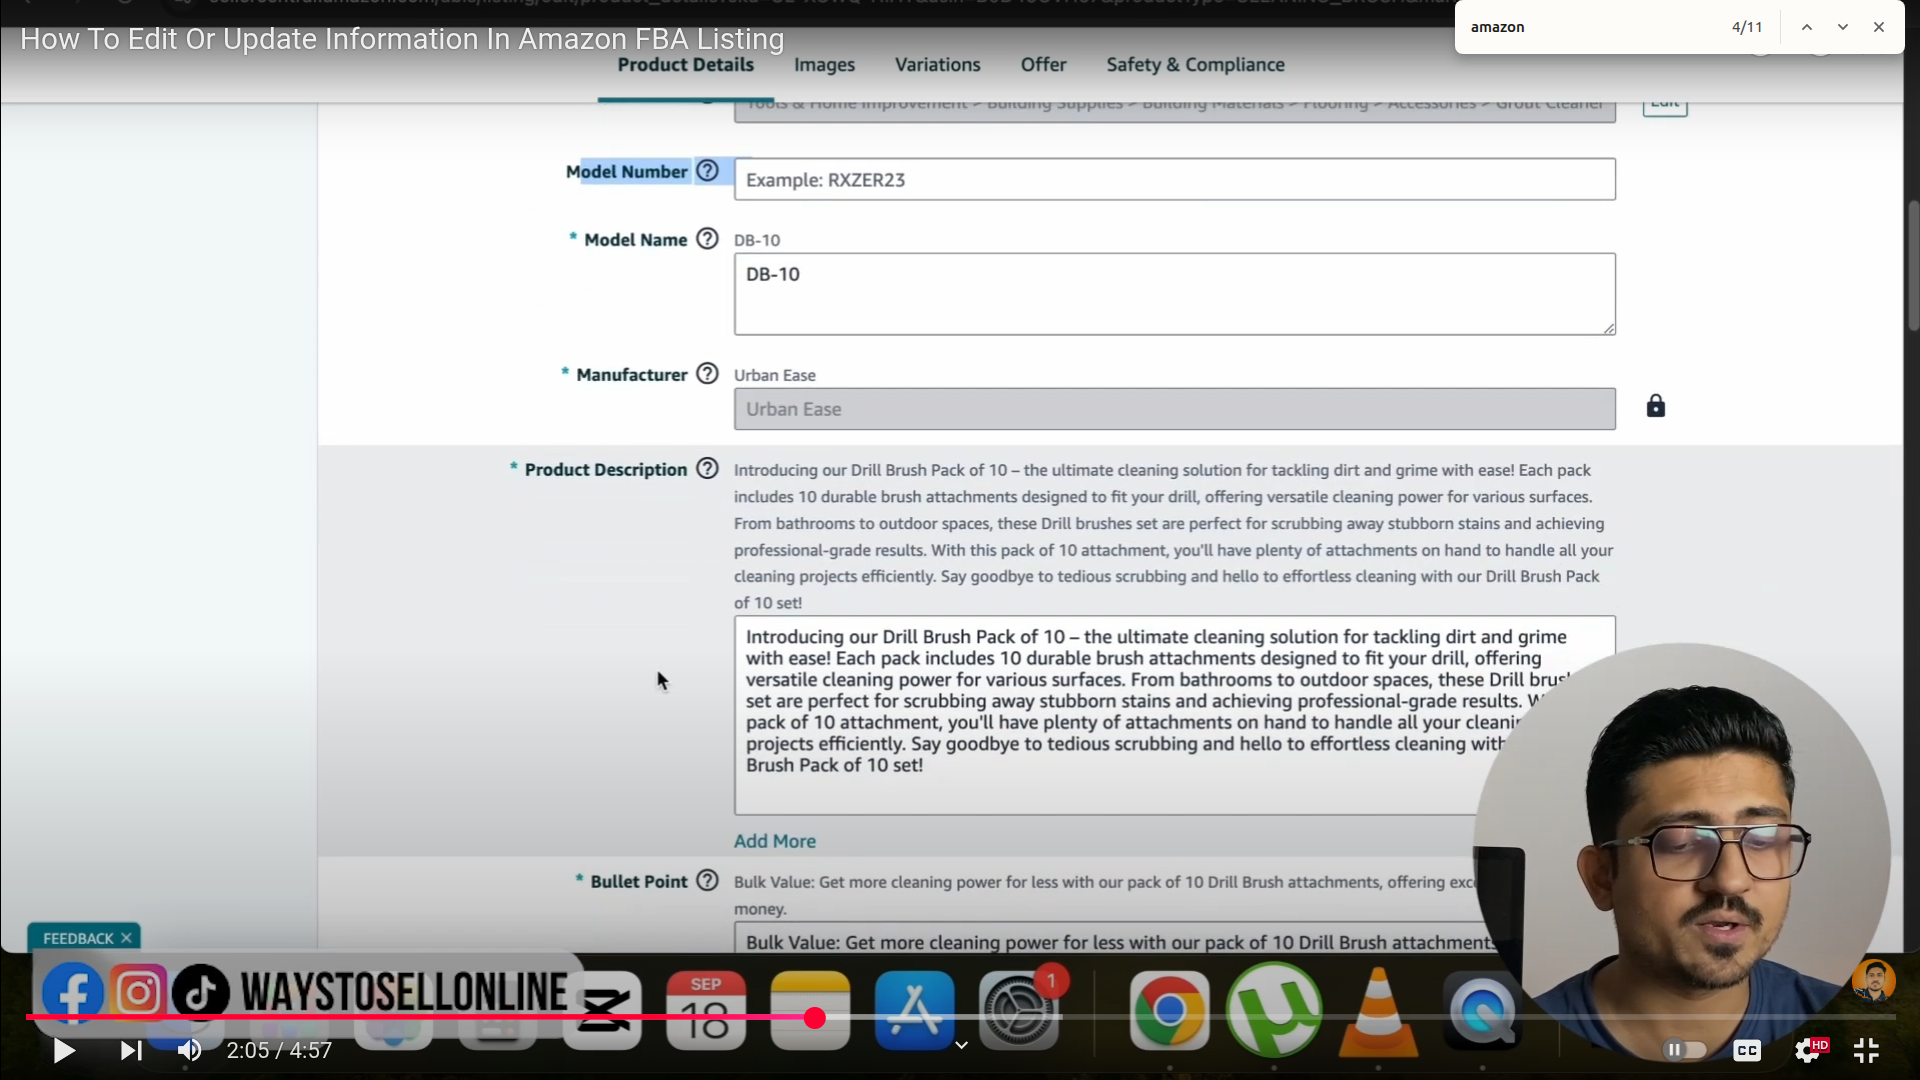 How To Edit Or Update Information In Amazon FBA Listing
amazon
4/11
Product Details Images Variations Offer Safety & Compliance
Tools & Home Improvement > Building Supplies > Building Materials > Flooring > Accessories > Grout Cleaner
Edit
Model Number
Example: RXZER23
* Model Name
DB-10
DB-10
* Manufacturer
Urban Ease
Urban Ease
* Product Description
Introducing our Drill Brush Pack of 10 – the ultimate cleaning solution for tackling dirt and grime with ease! Each pack
includes 10 durable brush attachments designed to fit your drill, offering versatile cleaning power for various surfaces.
From bathrooms to outdoor spaces, these Drill brushes set are perfect for scrubbing away stubborn stains and achieving
professional-grade results. With this pack of 10 attachment, you'll have plenty of attachments on hand to handle all your
cleaning projects efficiently. Say goodbye to tedious scrubbing and hello to effortless cleaning with our Drill Brush Pack
of 10 set!
Introducing our Drill Brush Pack of 10 – the ultimate cleaning solution for tackling dirt and grime
with ease! Each pack includes 10 durable brush attachments designed to fit your drill, offering
versatile cleaning power for various surfaces. From bathrooms to outdoor spaces, these Drill
set are perfect for scrubbing away stubborn stains and achieving professional-grade results.
pack of 10 attachment, you'll have plenty of attachments on hand to handle all your
projects efficiently. Say goodbye to tedious scrubbing and hello to effortless cleaning with
Brush Pack of 10 set!
Add More
* Bullet Point
Bulk Value: Get more cleaning power for less with our pack of 10 Drill Brush attachments, offering
money.
Bulk Value: Get more cleaning power for less with our pack of 10 Drill Brush attachments
FEEDBACK
WAYSTOSELLONLINE
SEP
18
1
2:05 / 4:57
CC
HD